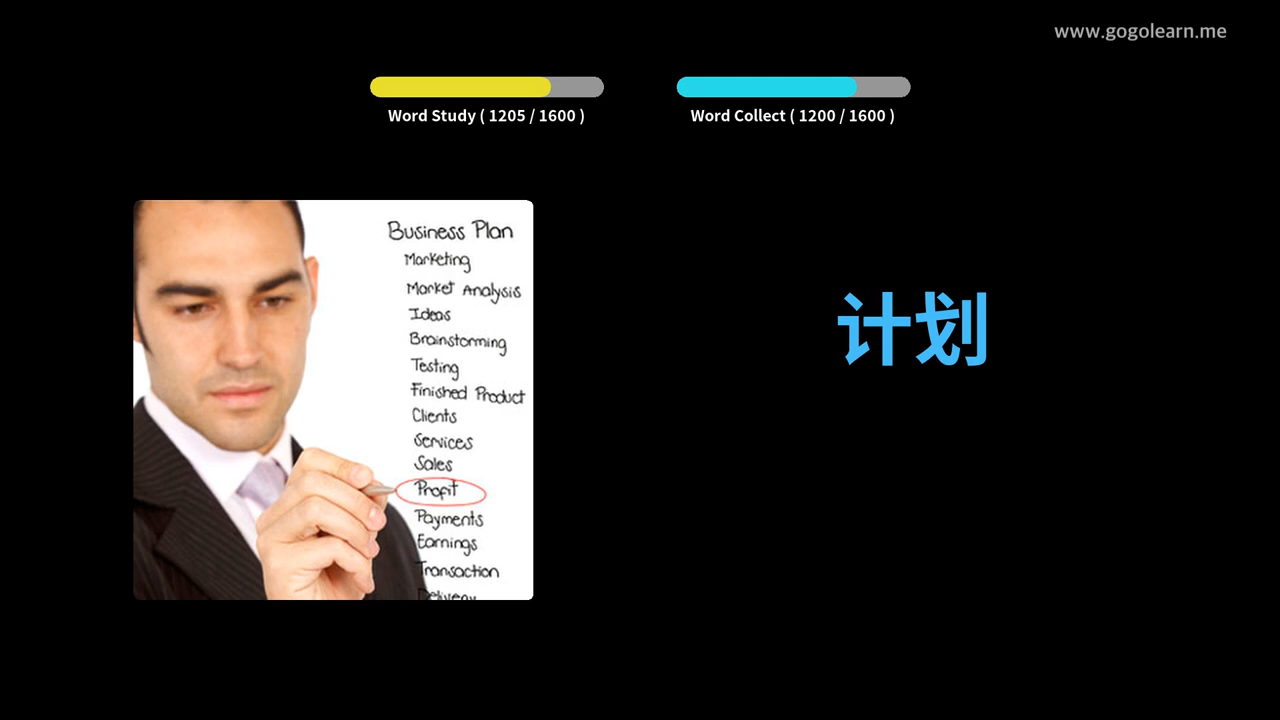 www.gogolearn.me
Word Study ( 1205 / 1600 )
Word Collect ( 1200 / 1600 )
Business Plan
Marketing
Market Analysis
Ideas
Brainstorming
Testing
Finished Product
Clients
Services
Sales
Profit
Payments
Earnings
Transaction
Delivery
计划